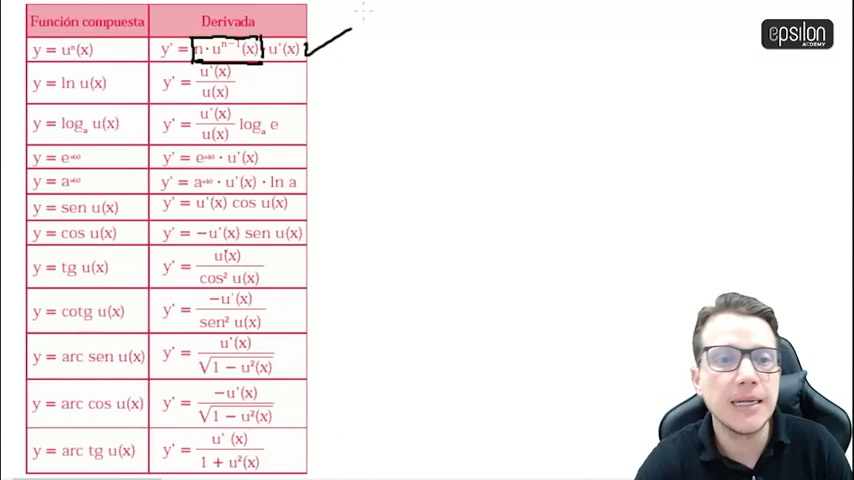 epsilon
ACADEMY
Función compuesta Derivada
y = uⁿ(x) y' = n · uⁿ⁻¹(x) · u'(x)
y = ln u(x) y' = u'(x) / u(x)
y = logₐ u(x) y' = u'(x) / u(x) logₐ e
y = e^u(x) y' = e^u(x) · u'(x)
y = a^u(x) y' = a^u(x) · u'(x) · ln a
y = sen u(x) y' = u'(x) cos u(x)
y = cos u(x) y' = −u'(x) sen u(x)
y = tg u(x) y' = u'(x) / cos² u(x)
y = cotg u(x) y' = −u'(x) / sen² u(x)
y = arc sen u(x) y' = u'(x) / √(1 − u²(x))
y = arc cos u(x) y' = −u'(x) / √(1 − u²(x))
y = arc tg u(x) y' = u' (x) / 1 + u²(x)